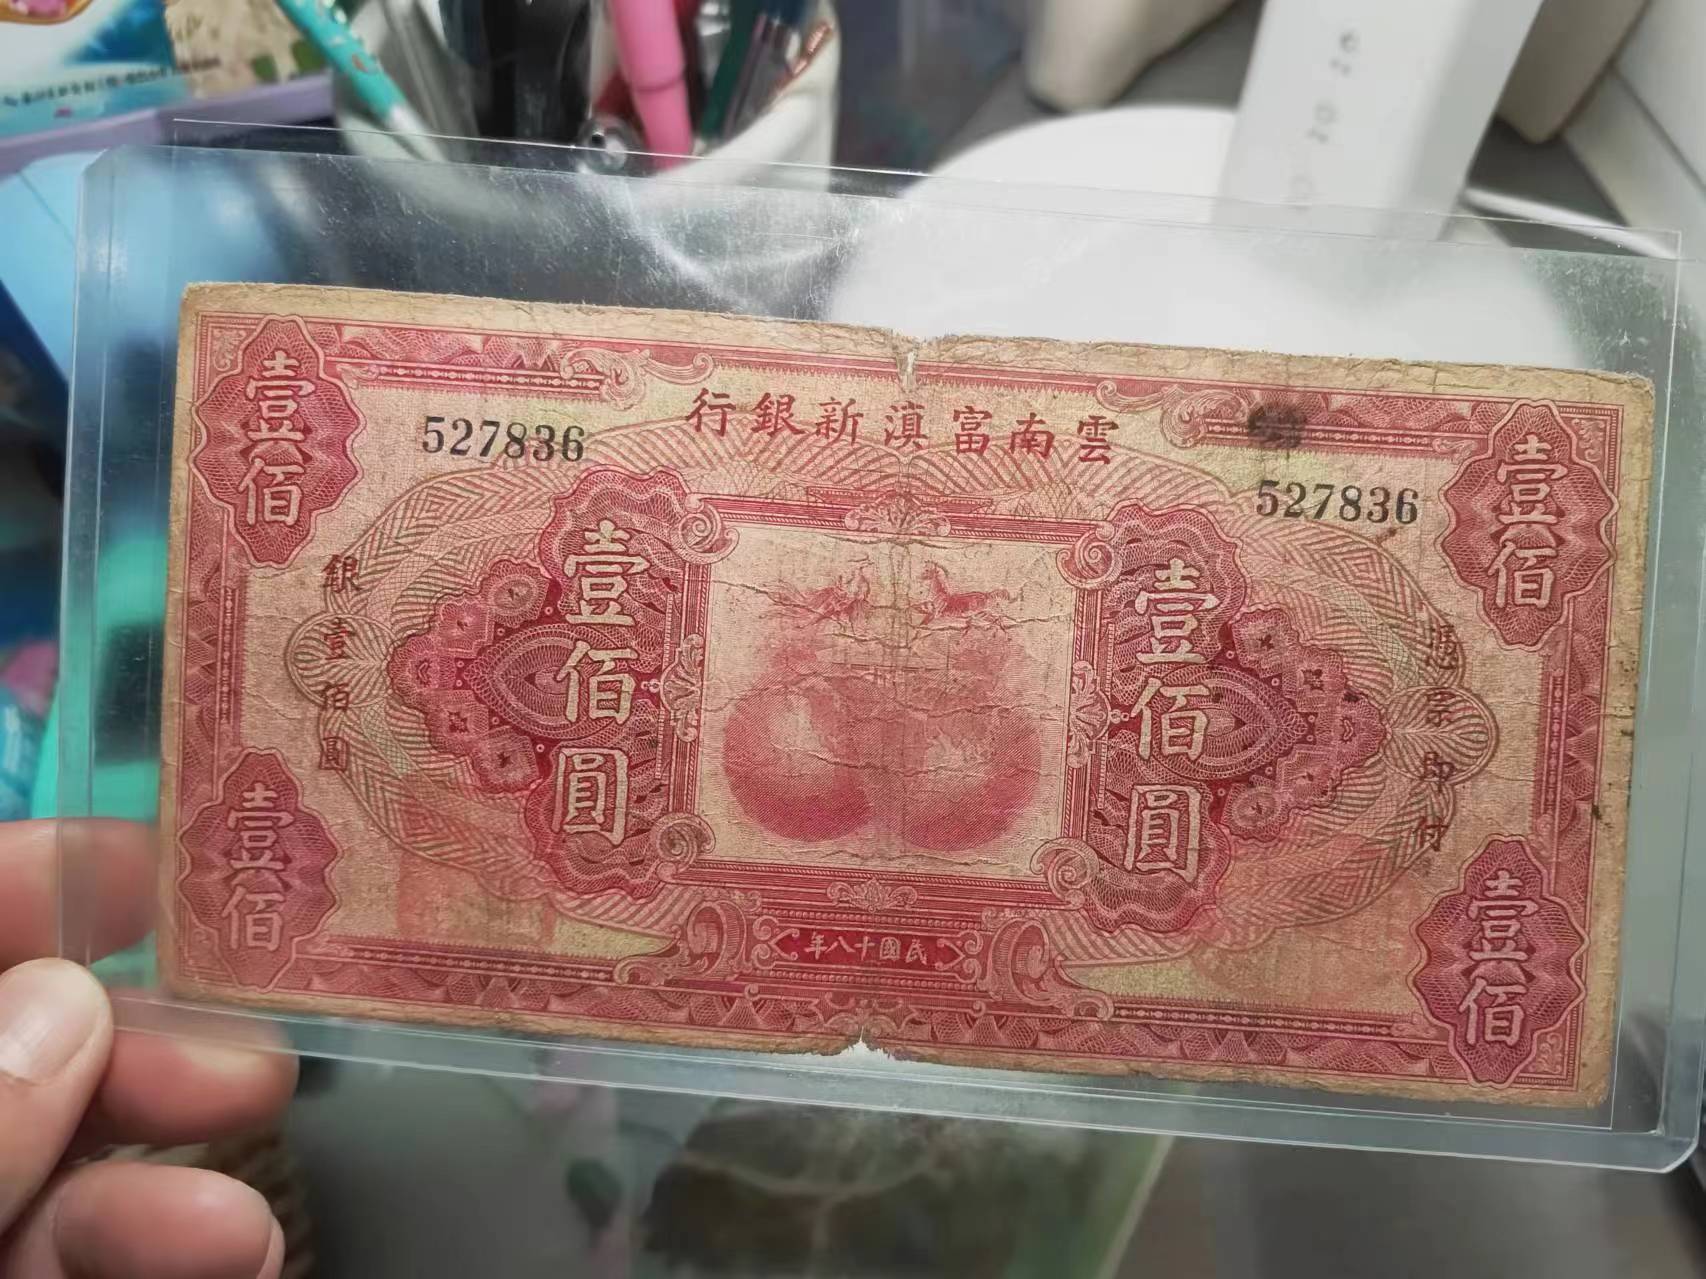 雲南富滇新銀行
527836
527836
壹佰
壹佰
壹佰圓
壹佰圓
憑票即付
銀壹佰圓
民國十八年
壹佰
壹佰